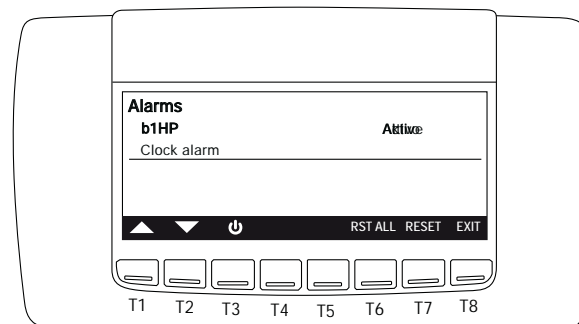 Alarms
b1HP
Clock alarm
RST ALL RESET EXIT
T1 T2 T3 T4 T5 T6 T7 T8